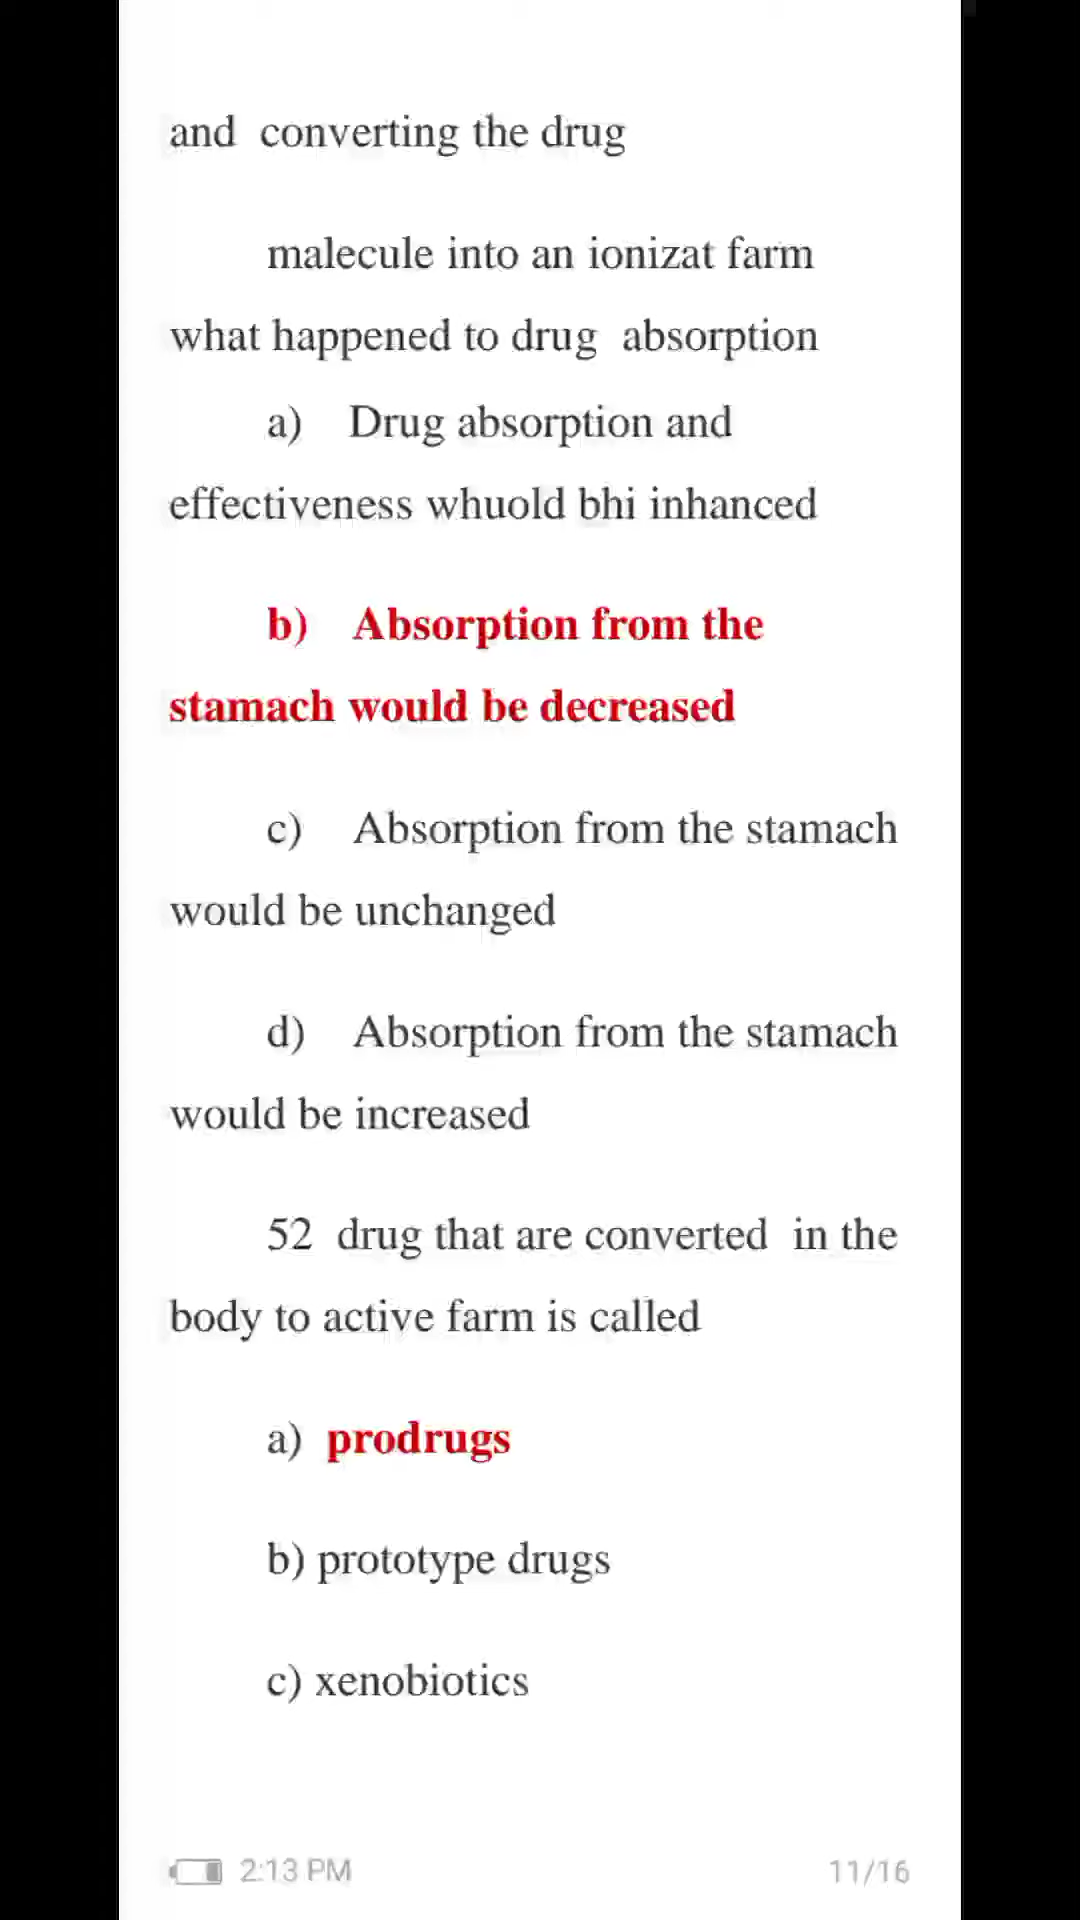 and converting the drug
malecule into an ionizat farm
what happened to drug absorption
a) Drug absorption and
effectiveness whuold bhi inhanced
b) Absorption from the
stamach would be decreased
c) Absorption from the stamach
would be unchanged
d) Absorption from the stamach
would be increased
52 drug that are converted in the
body to active farm is called
a) prodrugs
b) prototype drugs
c) xenobiotics
2:13 PM 11/16